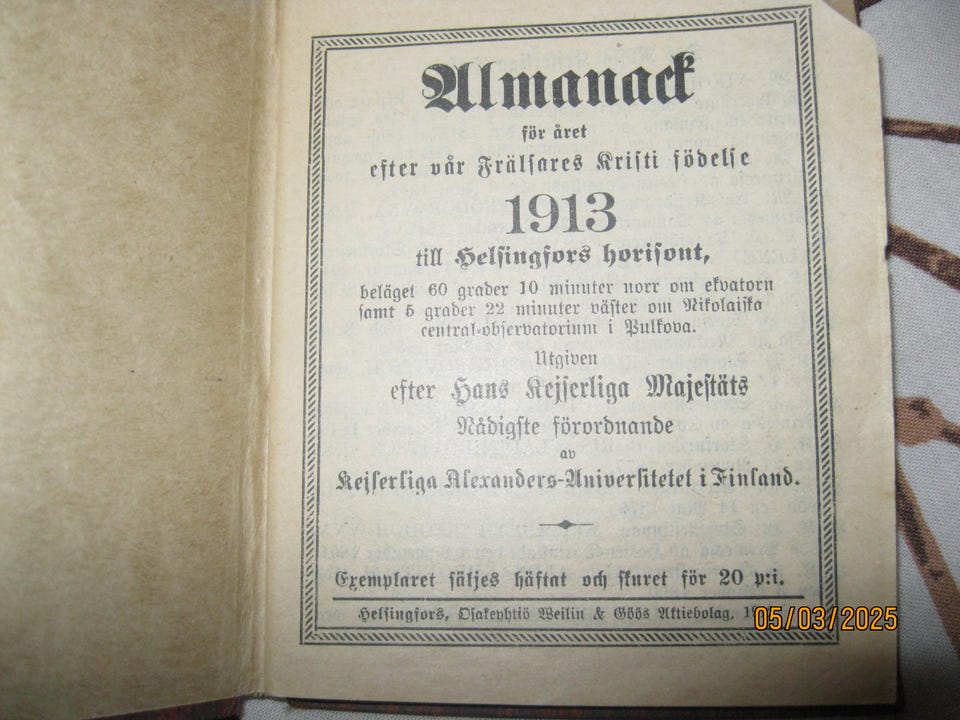 Almanack
för året
efter vår Frälsares Kristi födelse
1913
till Helsingfors horisont,
beläget 60 grader 10 minuter norr om ekvatorn
samt 5 grader 22 minuter väster om Nikolaiska
central-observatorium i Pulkova.
Utgiven
efter Hans Kejserliga Majestäts
Nådigste förordnande
av
Kejserliga Alexanders-Universitetet i Finland.
Exemplaret säljes häftat och skuret för 20 p:i.
Helsingfors, Osakeyhtiö Weilin & Göös Aktiebolag,
05/03/2025